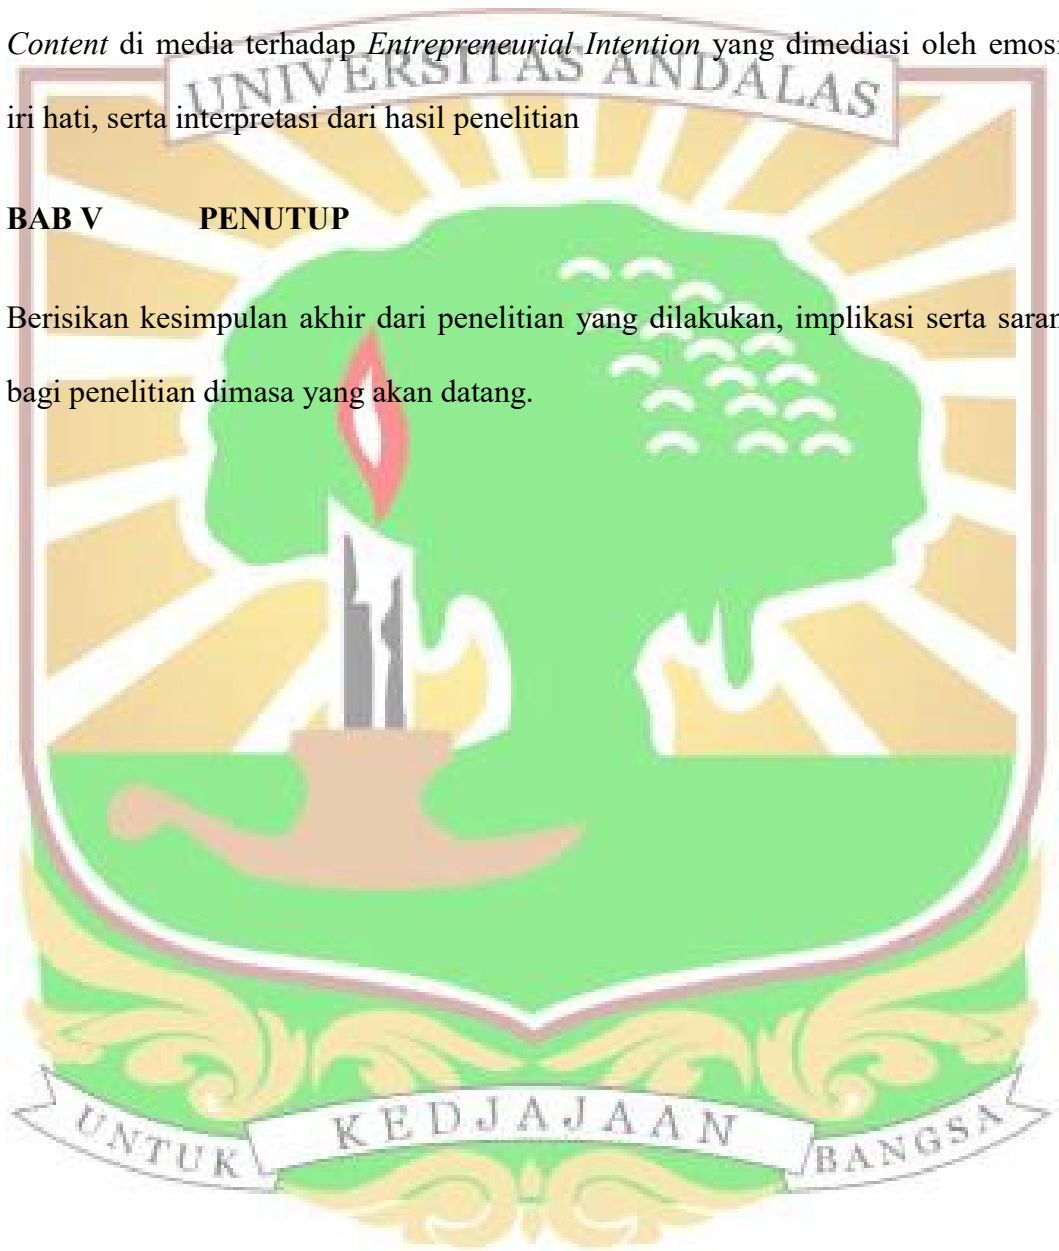 Content di media terhadap Entrepreneurial Intention yang dimediasi oleh emosi
UNIVERSITAS ANDALAS
iri hati, serta interpretasi dari hasil penelitian
BAB V PENUTUP
Berisikan kesimpulan akhir dari penelitian yang dilakukan, implikasi serta saran
bagi penelitian dimasa yang akan datang.
UNTUK KEDJAJAAN BANGSA